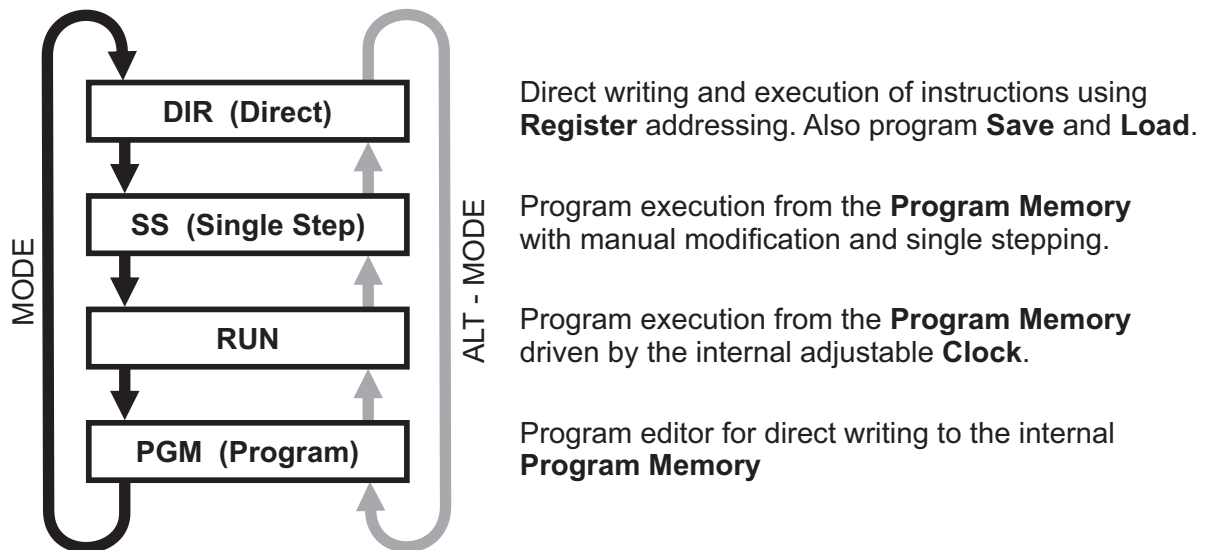 DIR (Direct)
Direct writing and execution of instructions using
Register addressing. Also program Save and Load.
SS (Single Step)
Program execution from the Program Memory
with manual modification and single stepping.
MODE
ALT - MODE
RUN
Program execution from the Program Memory
driven by the internal adjustable Clock.
PGM (Program)
Program editor for direct writing to the internal
Program Memory